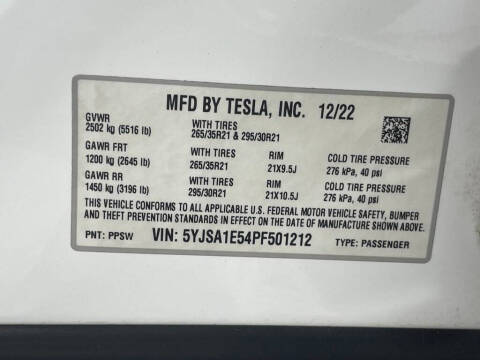 MFD BY TESLA, INC. 12/22
GVWR WITH TIRES
2502 kg (5516 lb) 265/35R21 & 295/30R21
GAWR FRT WITH TIRES RIM COLD TIRE PRESSURE
1200 kg (2645 lb) 265/35R21 21X9.5J 276 kPa, 40 psi
GAWR RR WITH TIRES RIM COLD TIRE PRESSURE
1450 kg (3196 lb) 295/30R21 21X10.5J 276 kPa, 40 psi
THIS VEHICLE CONFORMS TO ALL APPLICABLE U.S. FEDERAL MOTOR VEHICLE SAFETY, BUMPER
AND THEFT PREVENTION STANDARDS IN EFFECT ON THE DATE OF MANUFACTURE SHOWN ABOVE.
PNT: PPSW VIN: 5YJSA1E54PF501212 TYPE: PASSENGER